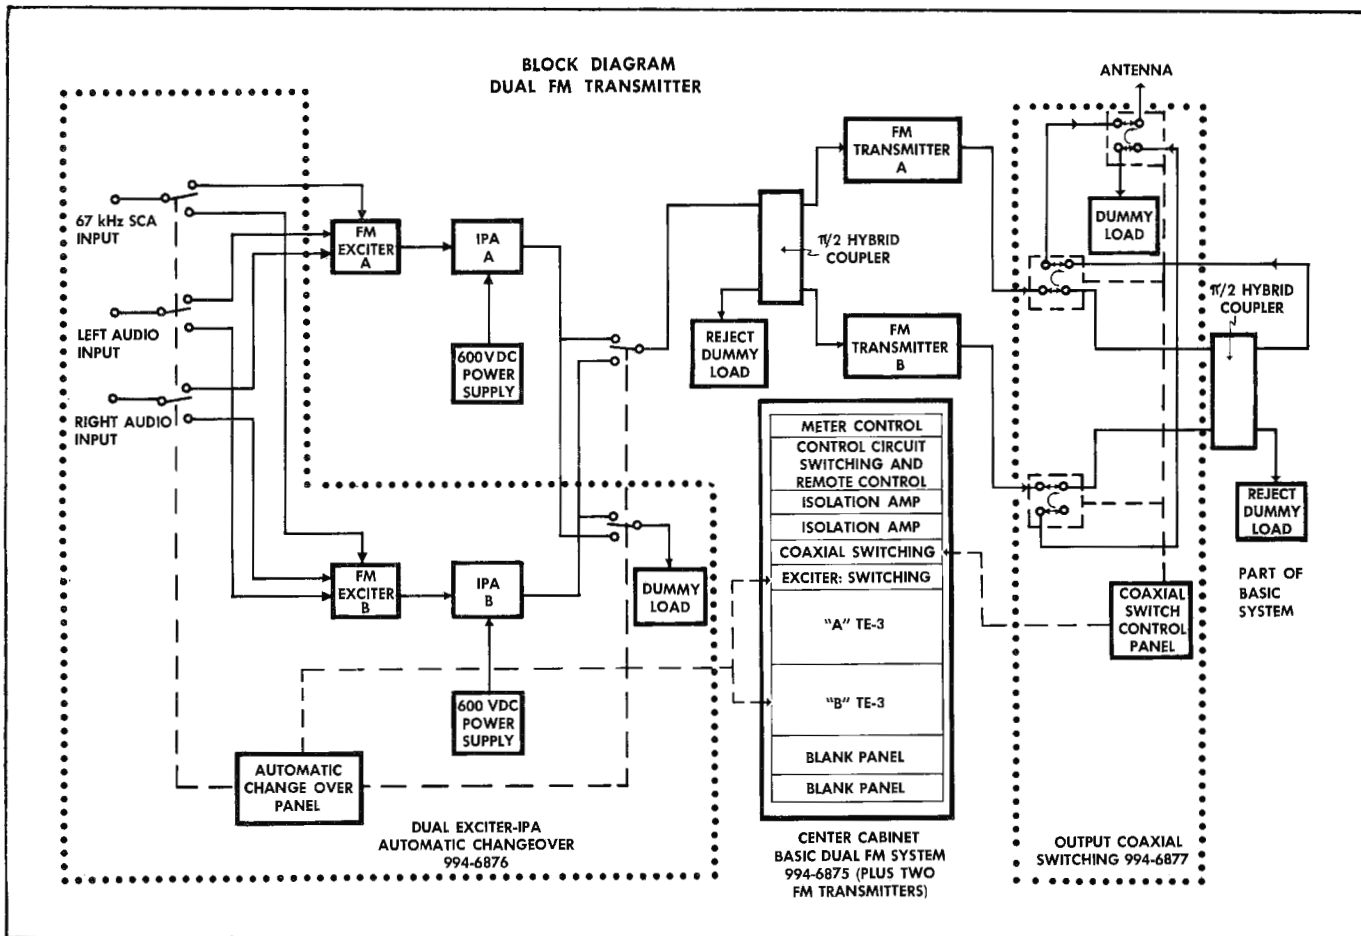 BLOCK DIAGRAM
DUAL FM TRANSMITTER
ANTENNA
67 kHz SCA
INPUT
LEFT AUDIO
INPUT
RIGHT AUDIO
INPUT
FM
EXCITER
A
IPA
A
600 VDC
POWER
SUPPLY
FM
EXCITER
B
IPA
B
600 VDC
POWER
SUPPLY
AUTOMATIC
CHANGE OVER
PANEL
DUMMY
LOAD
DUAL EXCITER-IPA
AUTOMATIC CHANGEOVER
994-6876
REJECT
DUMMY
LOAD
π/2 HYBRID
COUPLER
FM
TRANSMITTER
A
FM
TRANSMITTER
B
METER CONTROL
CONTROL CIRCUIT
SWITCHING AND
REMOTE CONTROL
ISOLATION AMP
ISOLATION AMP
COAXIAL SWITCHING
EXCITER: SWITCHING
"A" TE-3
"B" TE-3
BLANK PANEL
BLANK PANEL
CENTER CABINET
BASIC DUAL FM SYSTEM
994-6875 (PLUS TWO
FM TRANSMITTERS)
DUMMY
LOAD
π/2 HYBRID
COUPLER
REJECT
DUMMY
LOAD
PART OF
BASIC
SYSTEM
COAXIAL
SWITCH
CONTROL
PANEL
OUTPUT COAXIAL
SWITCHING 994-6877